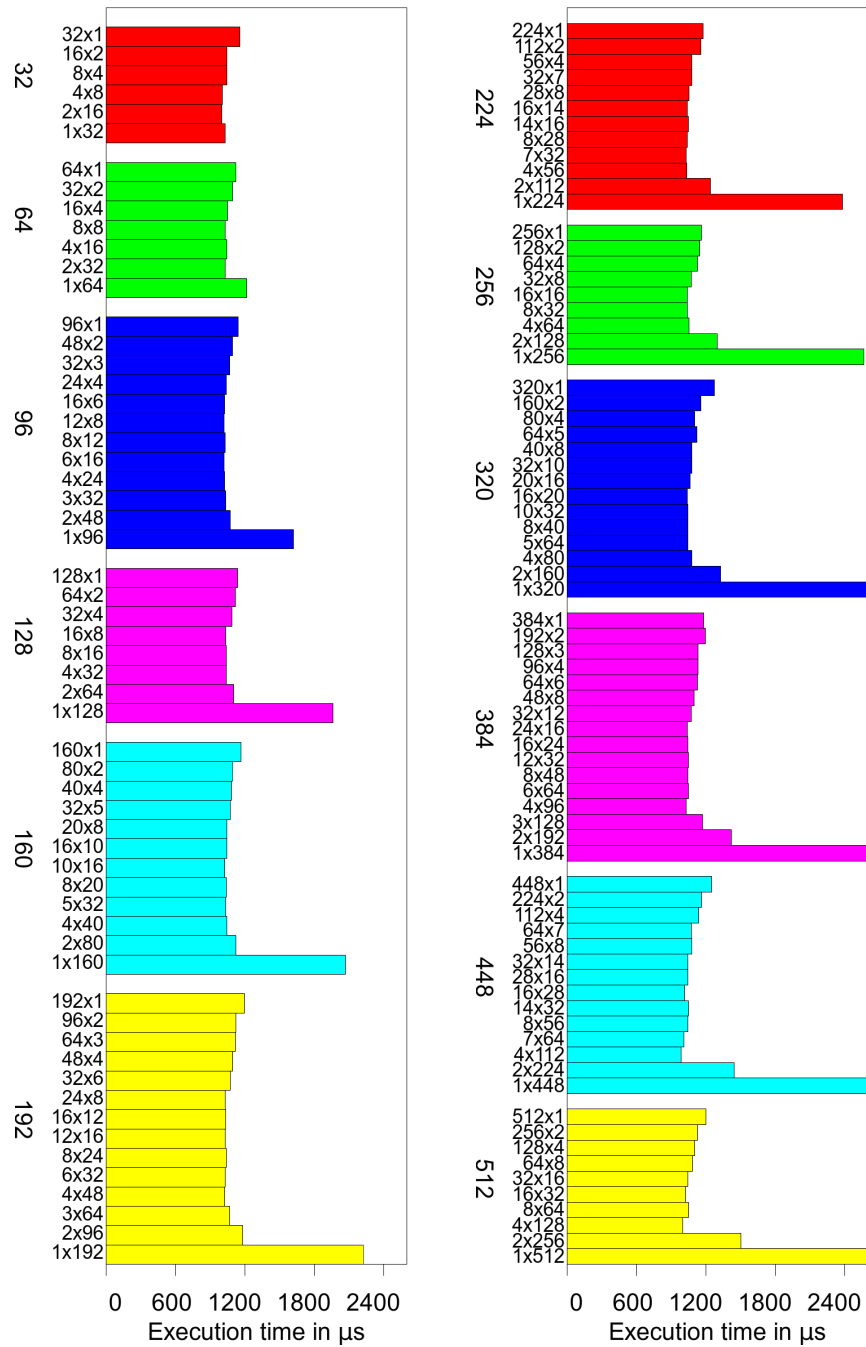 32
32x1
16x2
8x4
4x8
2x16
1x32
64
64x1
32x2
16x4
8x8
4x16
2x32
1x64
96
96x1
48x2
32x3
24x4
16x6
12x8
8x12
6x16
4x24
3x32
2x48
1x96
128
128x1
64x2
32x4
16x8
8x16
4x32
2x64
1x128
160
160x1
80x2
40x4
32x5
20x8
16x10
10x16
8x20
5x32
4x40
2x80
1x160
192
192x1
96x2
64x3
48x4
32x6
24x8
16x12
12x16
8x24
6x32
4x48
3x64
2x96
1x192
0 600 1200 1800 2400
Execution time in µs
224
224x1
112x2
56x4
32x7
28x8
16x14
14x16
8x28
7x32
4x56
2x112
1x224
256
256x1
128x2
64x4
32x8
16x16
8x32
4x64
2x128
1x256
320
320x1
160x2
80x4
64x5
40x8
32x10
20x16
16x20
10x32
8x40
5x64
4x80
2x160
1x320
384
384x1
192x2
128x3
96x4
64x6
48x8
32x12
24x16
16x24
12x32
8x48
6x64
4x96
3x128
2x192
1x384
448
448x1
224x2
112x4
64x7
56x8
32x14
28x16
16x28
14x32
8x56
7x64
4x112
2x224
1x448
512
512x1
256x2
128x4
64x8
32x16
16x32
8x64
4x128
2x256
1x512
0 600 1200 1800 2400
Execution time in µs